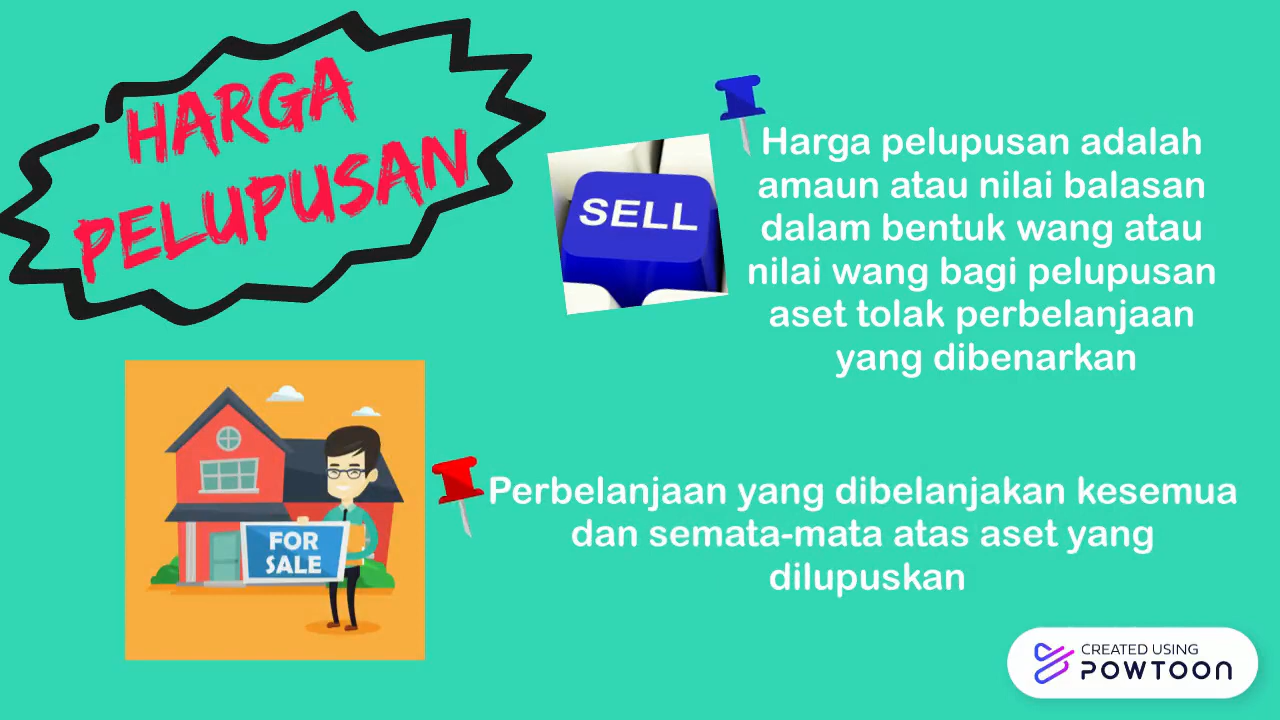 HARGA
PELUPUSAN
SELL
Harga pelupusan adalah
amaun atau nilai balasan
dalam bentuk wang atau
nilai wang bagi pelupusan
aset tolak perbelanjaan
yang dibenarkan
FOR
SALE
Perbelanjaan yang dibelanjakan kesemua
dan semata-mata atas aset yang
dilupuskan
CREATED USING
POWTOON